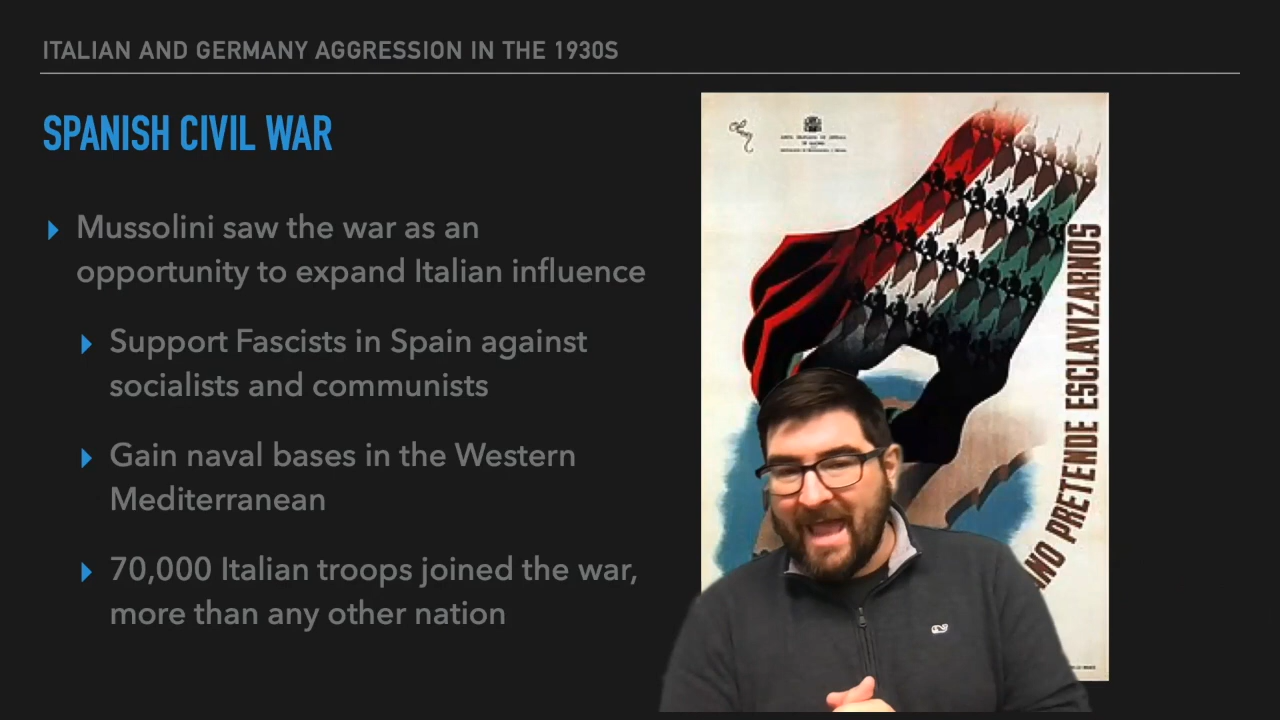 ITALIAN AND GERMANY AGGRESSION IN THE 1930S
SPANISH CIVIL WAR
Mussolini saw the war as an
opportunity to expand Italian influence
Support Fascists in Spain against
socialists and communists
Gain naval bases in the Western
Mediterranean
70,000 Italian troops joined the war,
more than any other nation
PRETENDE ESCLAVIZARNOS